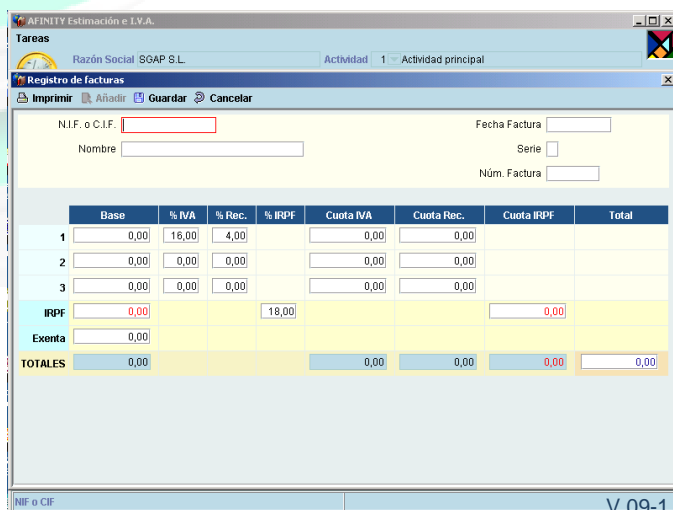 AFINITY Estimación e I.V.A.
Tareas
Razón Social SGAP S.L. Actividad 1 Actividad principal
Registro de facturas
Imprimir Añadir Guardar Cancelar
N.I.F. o C.I.F. Fecha Factura
Nombre Serie
Núm. Factura
Base % IVA % Rec. % IRPF Cuota IVA Cuota Rec. Cuota IRPF Total
1 0,00 16,00 4,00 0,00 0,00
2 0,00 0,00 0,00 0,00 0,00
3 0,00 0,00 0,00 0,00 0,00
IRPF 0,00 18,00 0,00
Exenta 0,00
TOTALES 0,00 0,00 0,00 0,00 0,00
NIF o CIF V 09-1